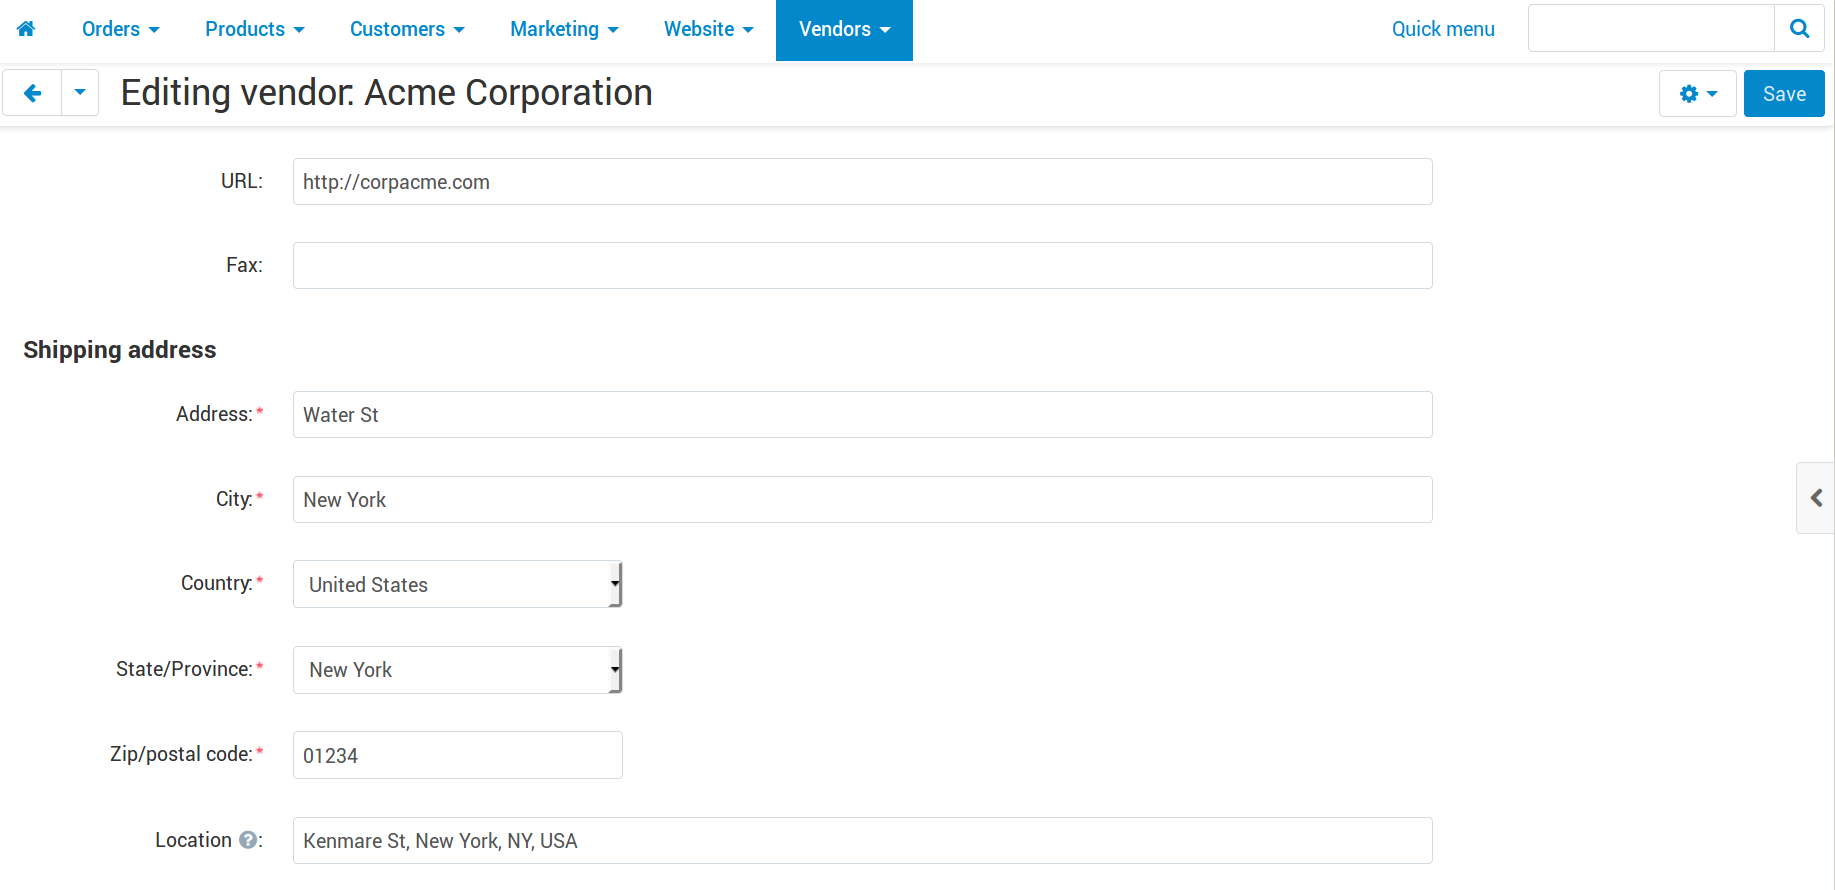 Orders Products Customers Marketing Website Vendors Quick menu
Editing vendor: Acme Corporation Save
URL: http://corpacme.com
Fax:
Shipping address
Address:* Water St
City:* New York
Country:* United States
State/Province:* New York
Zip/postal code:* 01234
Location ?: Kenmare St, New York, NY, USA